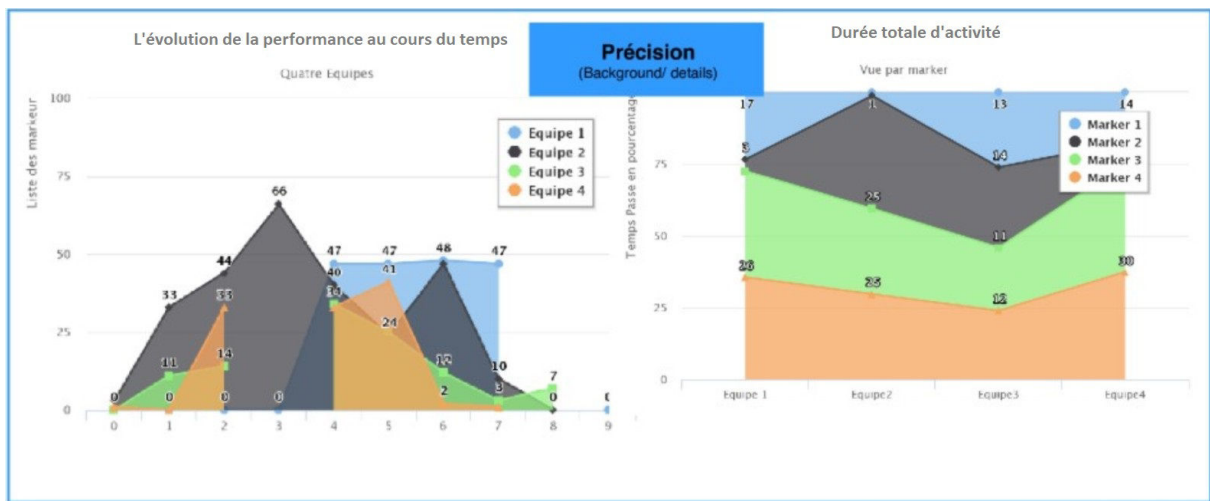 L'évolution de la performance au cours du temps
Quatre Equipes
Liste des markeur
100
75
50
25
0
Equipe 1
Equipe 2
Equipe 3
Equipe 4
66
47 47 48 47
44 40 41
33 33 34
24
11 14 12 10
2 3 7
0 0 0 0 0 0
0 1 2 3 4 5 6 7 8 9
Précision
(Background/ details)
Durée totale d'activité
Vue par marker
Temps Passe en pourcentage
75
50
25
0
Marker 1
Marker 2
Marker 3
Marker 4
17 1 13 14
3 14
25 11
26 25 12 30
Equipe 1 Equipe2 Equipe3 Equipe4